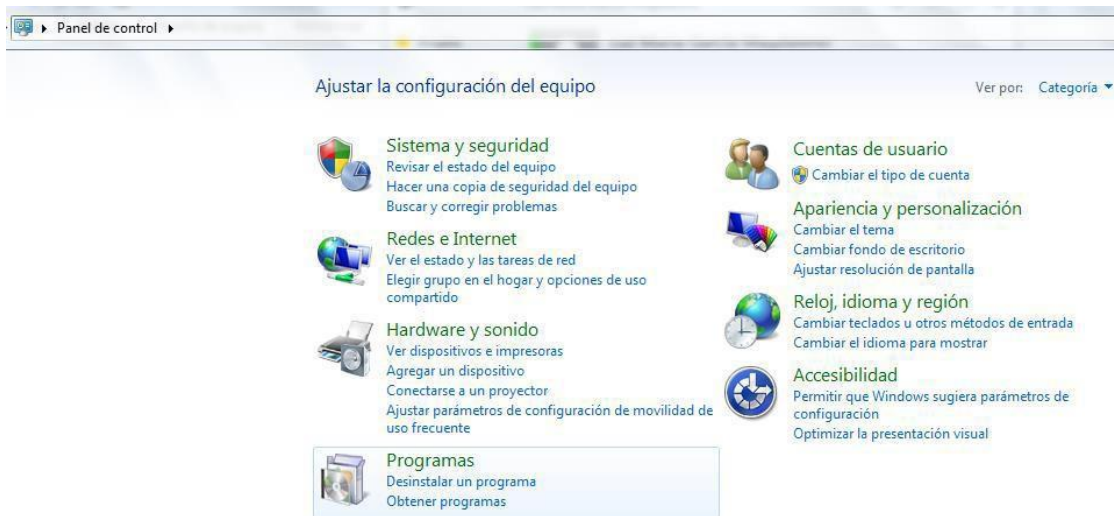 Panel de control
Ajustar la configuración del equipo
Ver por: Categoría
Sistema y seguridad
Revisar el estado del equipo
Hacer una copia de seguridad del equipo
Buscar y corregir problemas
Redes e Internet
Ver el estado y las tareas de red
Elegir grupo en el hogar y opciones de uso
compartido
Hardware y sonido
Ver dispositivos e impresoras
Agregar un dispositivo
Conectarse a un proyector
Ajustar parámetros de configuración de movilidad de
uso frecuente
Programas
Desinstalar un programa
Obtener programas
Cuentas de usuario
Cambiar el tipo de cuenta
Apariencia y personalización
Cambiar el tema
Cambiar fondo de escritorio
Ajustar resolución de pantalla
Reloj, idioma y región
Cambiar teclados u otros métodos de entrada
Cambiar el idioma para mostrar
Accesibilidad
Permitir que Windows sugiera parámetros de
configuración
Optimizar la presentación visual